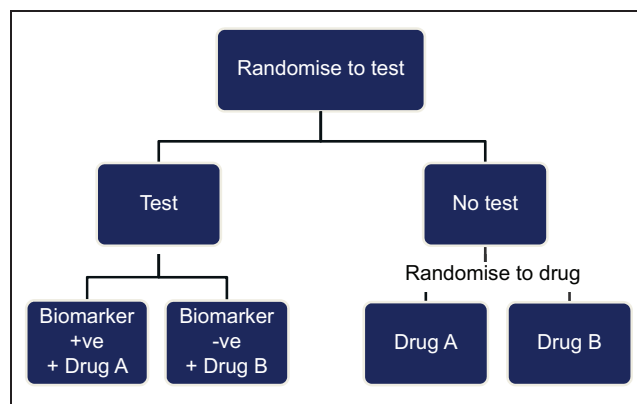 Randomise to test
Test
No test
Randomise to drug
Biomarker
+ve
+ Drug A
Biomarker
-ve
+ Drug B
Drug A
Drug B